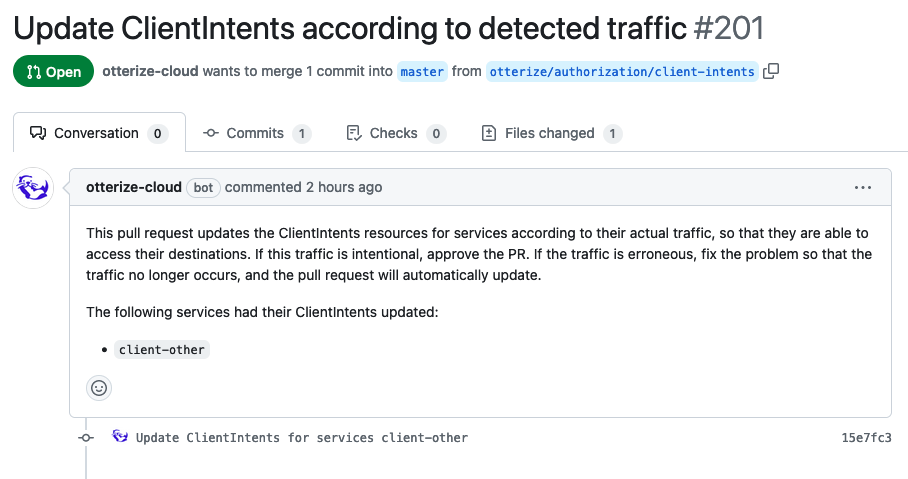 Update ClientIntents according to detected traffic #201
Open otterize-cloud wants to merge 1 commit into master from otterize/authorization/client-intents
Conversation 0 Commits 1 Checks 0 Files changed 1
otterize-cloud bot commented 2 hours ago ...
This pull request updates the ClientIntents resources for services according to their actual traffic, so that they are able to
access their destinations. If this traffic is intentional, approve the PR. If the traffic is erroneous, fix the problem so that the
traffic no longer occurs, and the pull request will automatically update.
The following services had their ClientIntents updated:
• client-other
Update ClientIntents for services client-other 15e7fc3